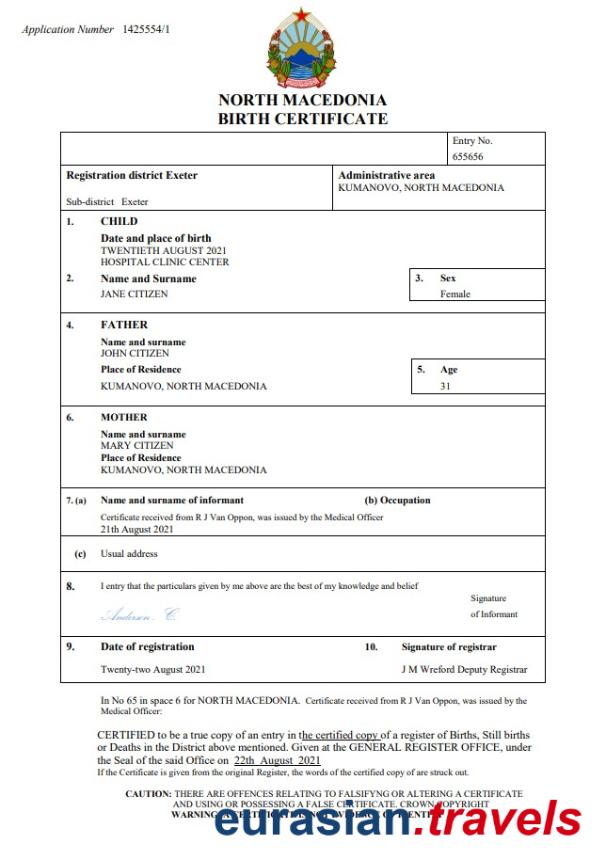 Application Number 1425554/1
NORTH MACEDONIA
BIRTH CERTIFICATE
Entry No.
655656
Registration district Exeter
Sub-district Exeter
Administrative area
KUMANOVO, NORTH MACEDONIA
1. CHILD
Date and place of birth
TWENTIETH AUGUST 2021
HOSPITAL CLINIC CENTER
2. Name and Surname
JANE CITIZEN
3. Sex
Female
4. FATHER
Name and surname
JOHN CITIZEN
Place of Residence
KUMANOVO, NORTH MACEDONIA
5. Age
31
6. MOTHER
Name and surname
MARY CITIZEN
Place of Residence
KUMANOVO, NORTH MACEDONIA
7. (a) Name and surname of informant (b) Occupation
Certificate received from R J Van Oppon, was issued by the Medical Officer
21th August 2021
(c) Usual address
8. I entry that the particulars given by me above are the best of my knowledge and belief
Anderson. C.
Signature
of Informant
9. Date of registration
Twenty-two August 2021
10. Signature of registrar
J M Wreford Deputy Registrar
In No 65 in space 6 for NORTH MACEDONIA. Certificate received from R J Van Oppon, was issued by the
Medical Officer:
CERTIFIED to be a true copy of an entry in the certified copy of a register of Births, Still births
or Deaths in the District above mentioned. Given at the GENERAL REGISTER OFFICE, under
the Seal of the said Office on 22th August 2021
If the Certificate is given from the original Register, the words of the certified copy of are struck out.
CAUTION: THERE ARE OFFENCES RELATING TO FALSIFYNG OR ALTERING A CERTIFICATE
AND USING OR POSSESSING A FALSE CERTIFICATE. CROWN COPYRIGHT
WARNING: A CERTIFICATE IS NOT EVIDENCE OF IDENTITY
eurasian.travels